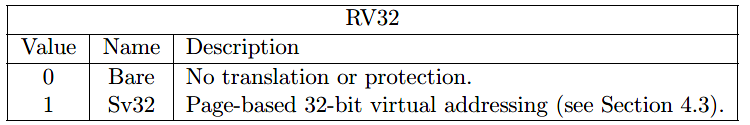 RV32
Value Name Description
0 Bare No translation or protection.
1 Sv32 Page-based 32-bit virtual addressing (see Section 4.3).